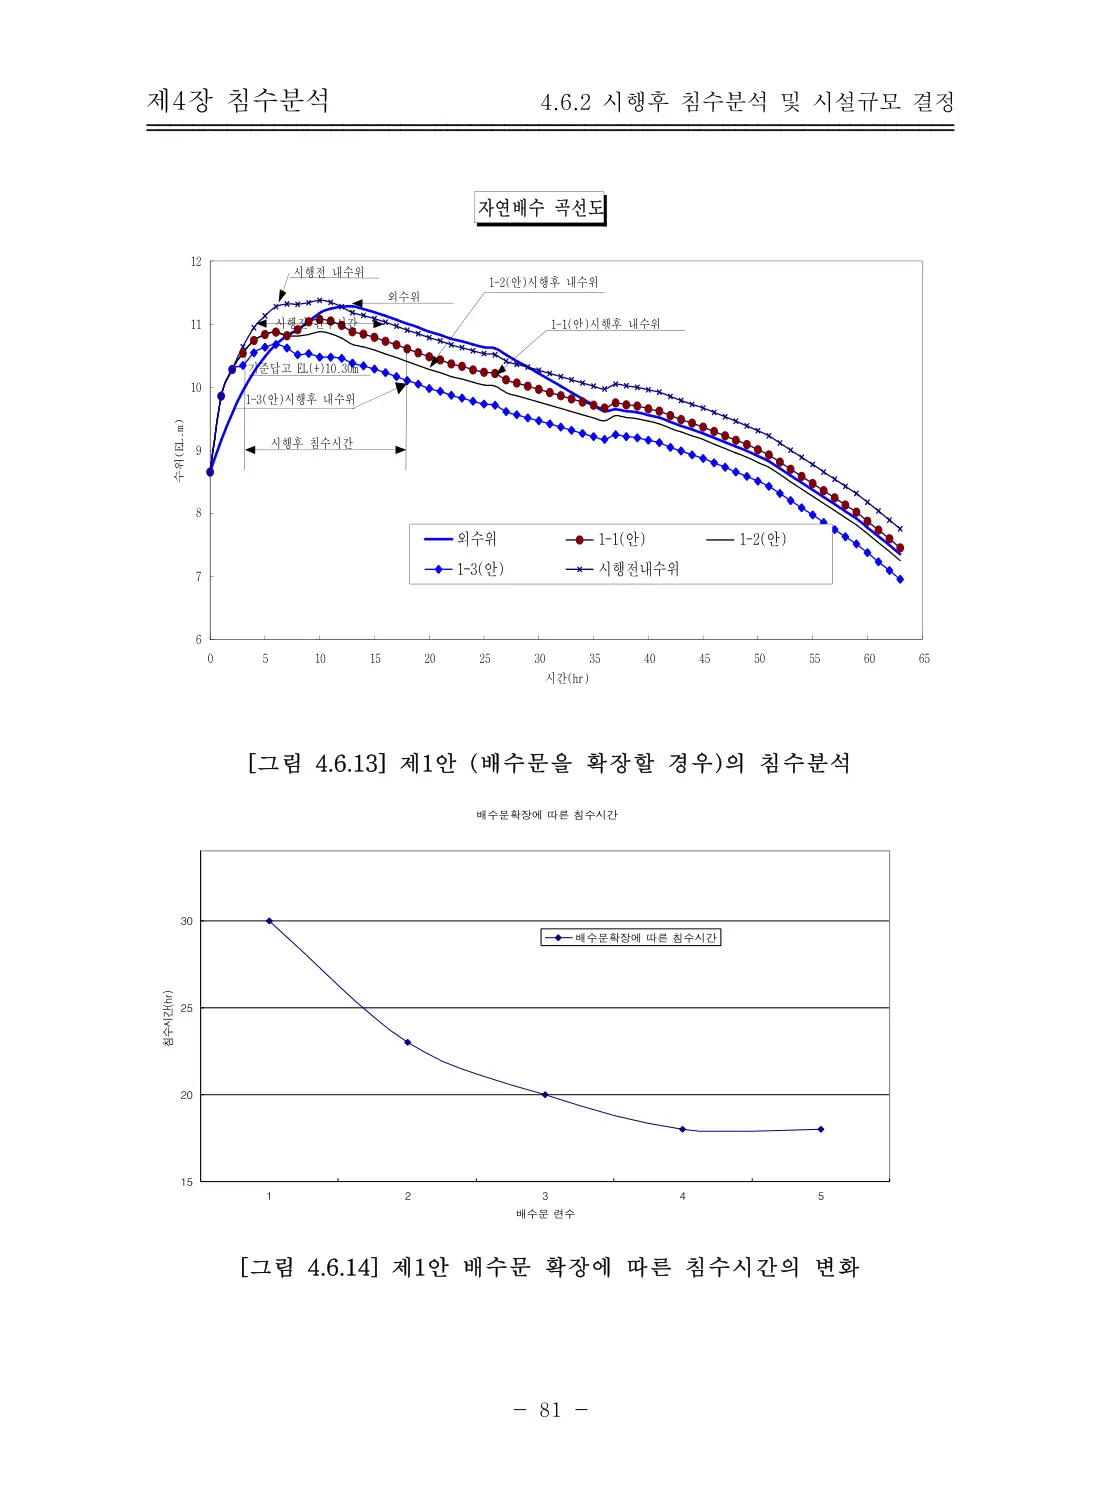 제4장 침수분석
4.6.2 시행후 침수분석 및 시설규모 결정
자연배수 곡선도
12
시행전 내수위
1-2(안)시행후 내수위
외수위
11
시행전 침수시간
1-1(안)시행후 내수위
기준답고 EL(+)10.30m
10
1-3(안)시행후 내수위
수위(EL.m)
9
시행후 침수시간
8
외수위 1-1(안) 1-2(안)
1-3(안) 시행전내수위
7
6
0 5 10 15 20 25 30 35 40 45 50 55 60 65
시간(hr)
[그림 4.6.13] 제1안 (배수문을 확장할 경우)의 침수분석
배수문확장에 따른 침수시간
30
배수문확장에 따른 침수시간
침수시간(hr)
25
20
15
1 2 3 4 5
배수문 련수
[그림 4.6.14] 제1안 배수문 확장에 따른 침수시간의 변화
- 81 -